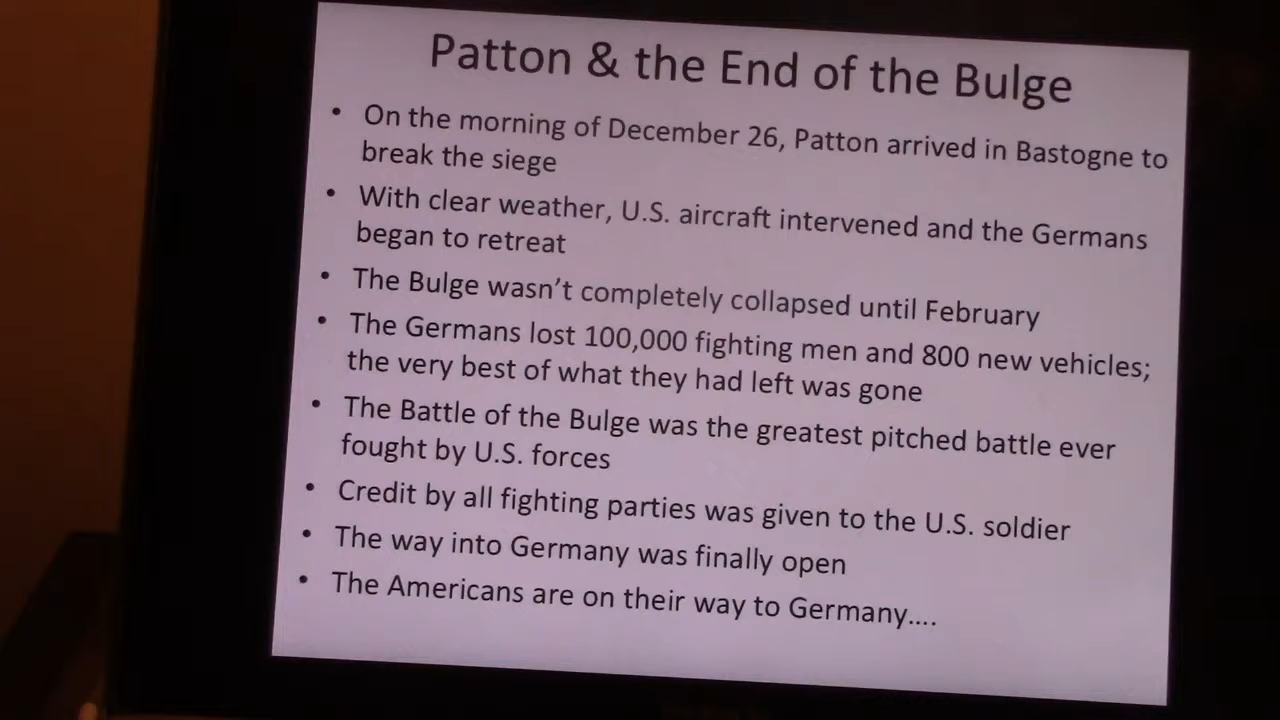 Patton & the End of the Bulge
• On the morning of December 26, Patton arrived in Bastogne to
break the siege
• With clear weather, U.S. aircraft intervened and the Germans
began to retreat
• The Bulge wasn't completely collapsed until February
• The Germans lost 100,000 fighting men and 800 new vehicles;
the very best of what they had left was gone
• The Battle of the Bulge was the greatest pitched battle ever
fought by U.S. forces
• Credit by all fighting parties was given to the U.S. soldier
• The way into Germany was finally open
• The Americans are on their way to Germany....